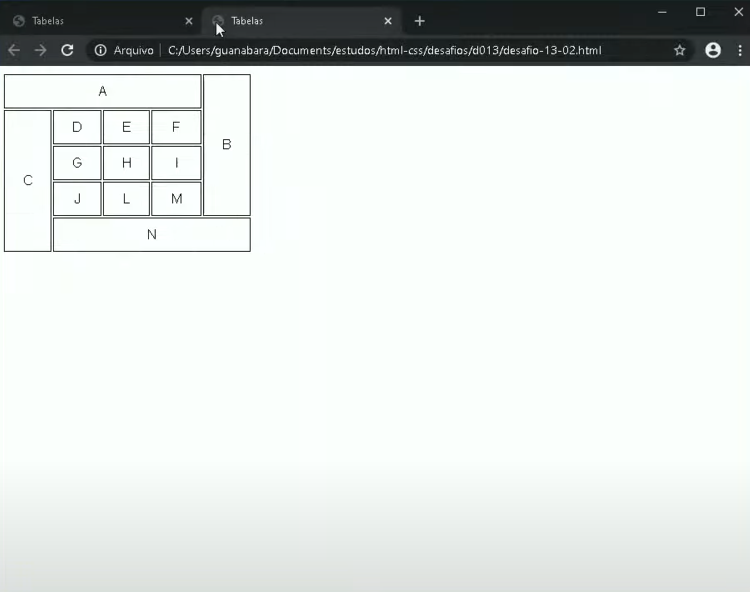 Tabelas Tabelas
Arquivo C:/Users/guanabara/Documents/estudos/html-css/desafios/d013/desafio-13-02.html
A
B
C
D E F
G H I
J L M
N